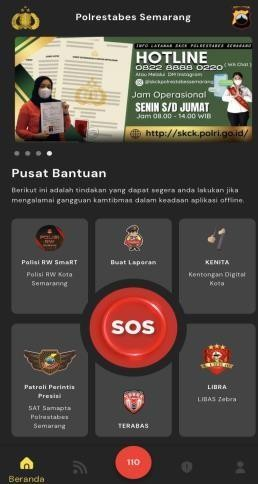 Polrestabes Semarang
INFO LAYANAN SKCK POLRESTABES SEMARANG
HOTLINE
0822 8888 0220 ( WA Chat )
Atau Melalui DM Instagram
@skckpolrestabessemarang
Jam Operasional
SENIN S/D JUMAT
Jam 08.00 - 14.00 WIB
http://skck.polri.go.id/
Pusat Bantuan
Berikut ini adalah tindakan yang dapat segera anda lakukan jika
mengalami gangguan kamtibmas dalam keadaan aplikasi offline.
Polisi RW SmaRT
Polisi RW Kota
Semaranng
Buat Laporan
KENITA
Kentongan Digital
Kota
SOS
Patroli Perintis
Presisi
SAT Samapta
Polrestabes
Semarang
TERABAS
LIBRA
LIBAS Zebra
110
Beranda